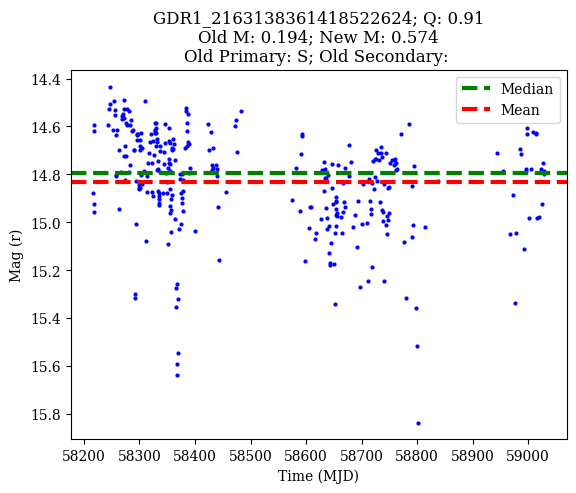 GDR1_2163138361418522624; Q: 0.91
Old M: 0.194; New M: 0.574
Old Primary: S; Old Secondary:
14.4
14.6
14.8
15.0
15.2
15.4
15.6
15.8
Mag (r)
Median
Mean
58200 58300 58400 58500 58600 58700 58800 58900 59000
Time (MJD)